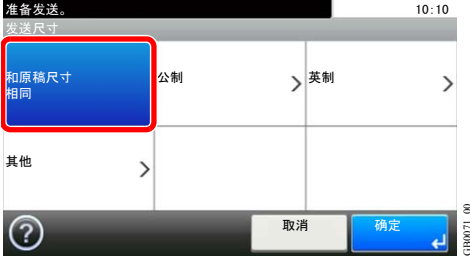 准备发送。 10:10
发送尺寸
和原稿尺寸
相同
公制
英制
其他
?
取消
确定
GB0071_00